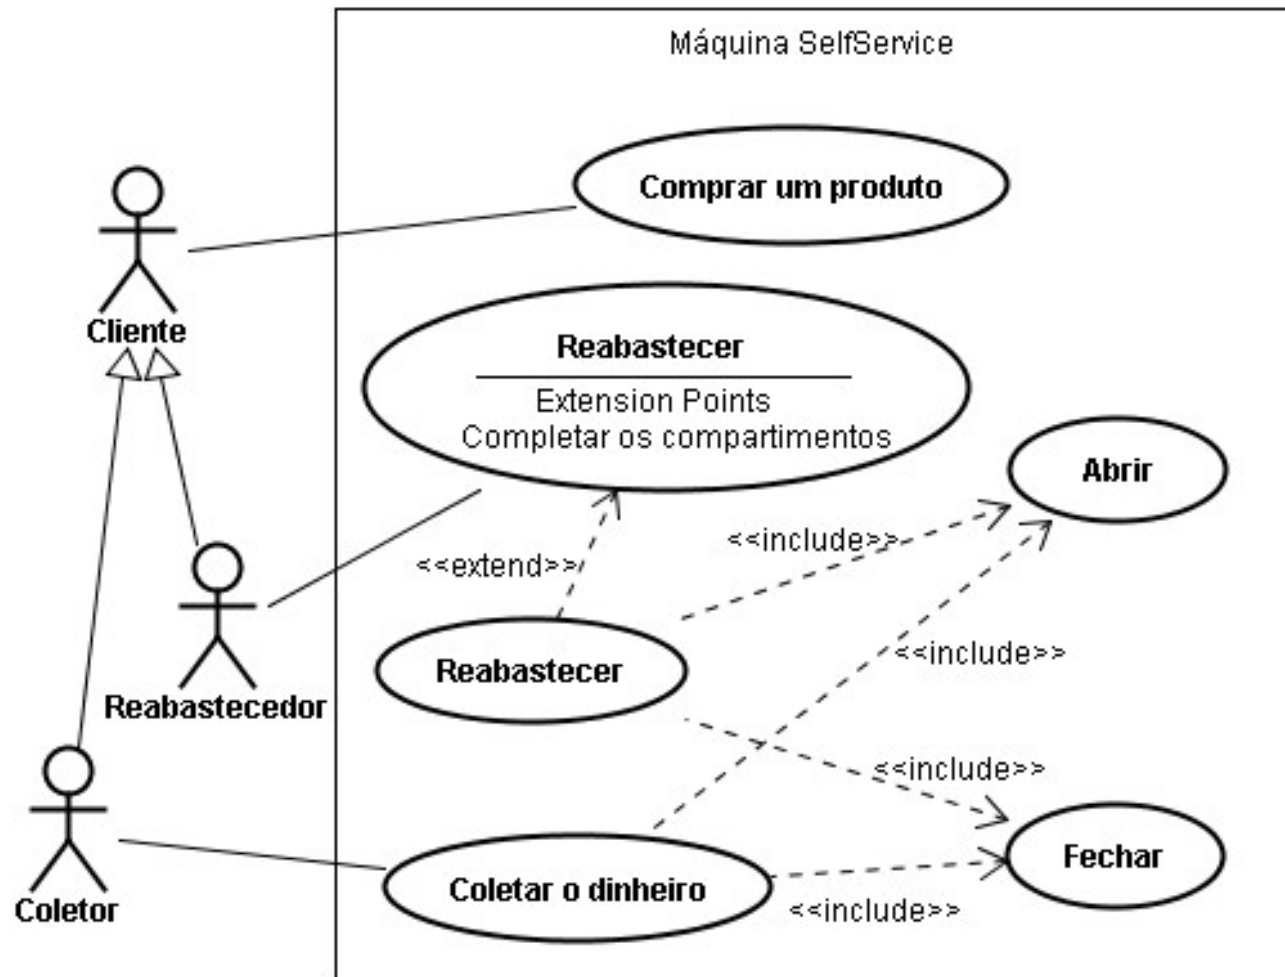 Máquina SelfService
Comprar um produto
Cliente
Reabastecer
Extension Points
Completar os compartimentos
Abrir
<<include>>
<<extend>>
<<include>>
Reabastecer
Reabastecedor
<<include>>
Fechar
Coletar o dinheiro
Coletor
<<include>>